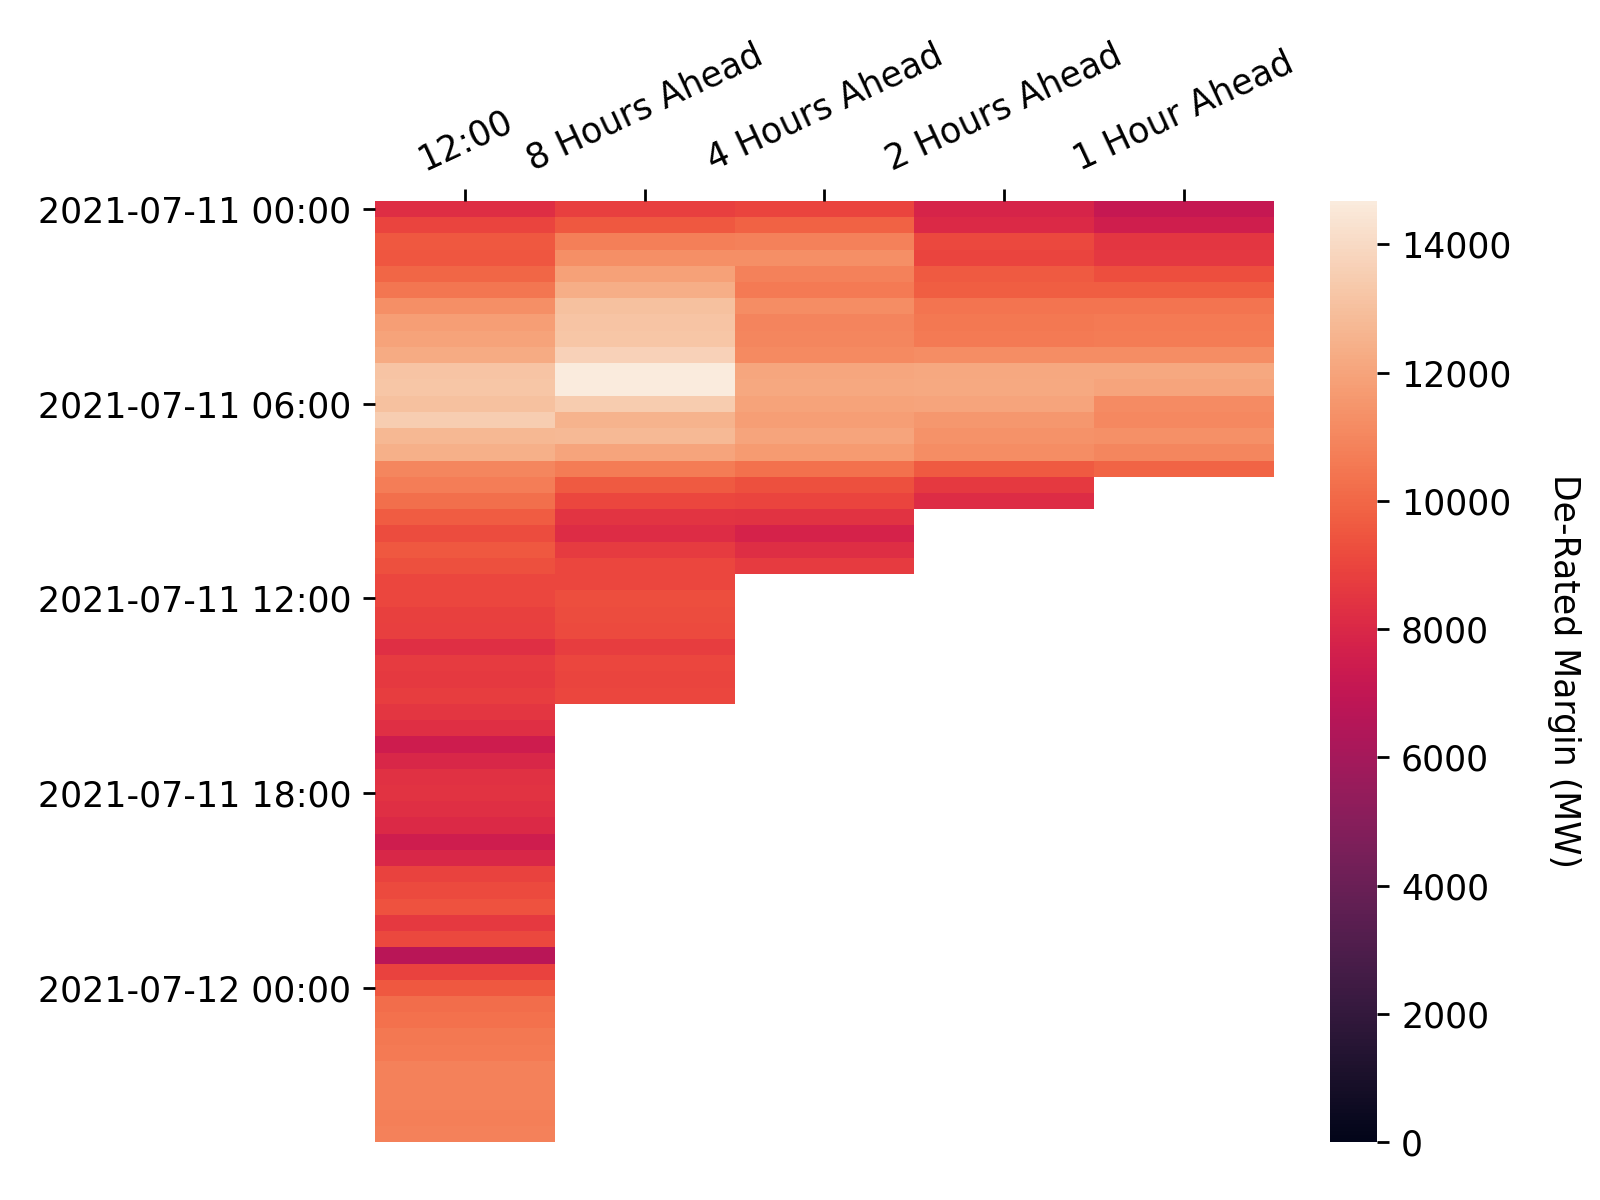 12:00
8 Hours Ahead
4 Hours Ahead
2 Hours Ahead
1 Hour Ahead
2021-07-11 00:00
2021-07-11 06:00
2021-07-11 12:00
2021-07-11 18:00
2021-07-12 00:00
14000
12000
10000
8000
6000
4000
2000
0
De-Rated Margin (MW)